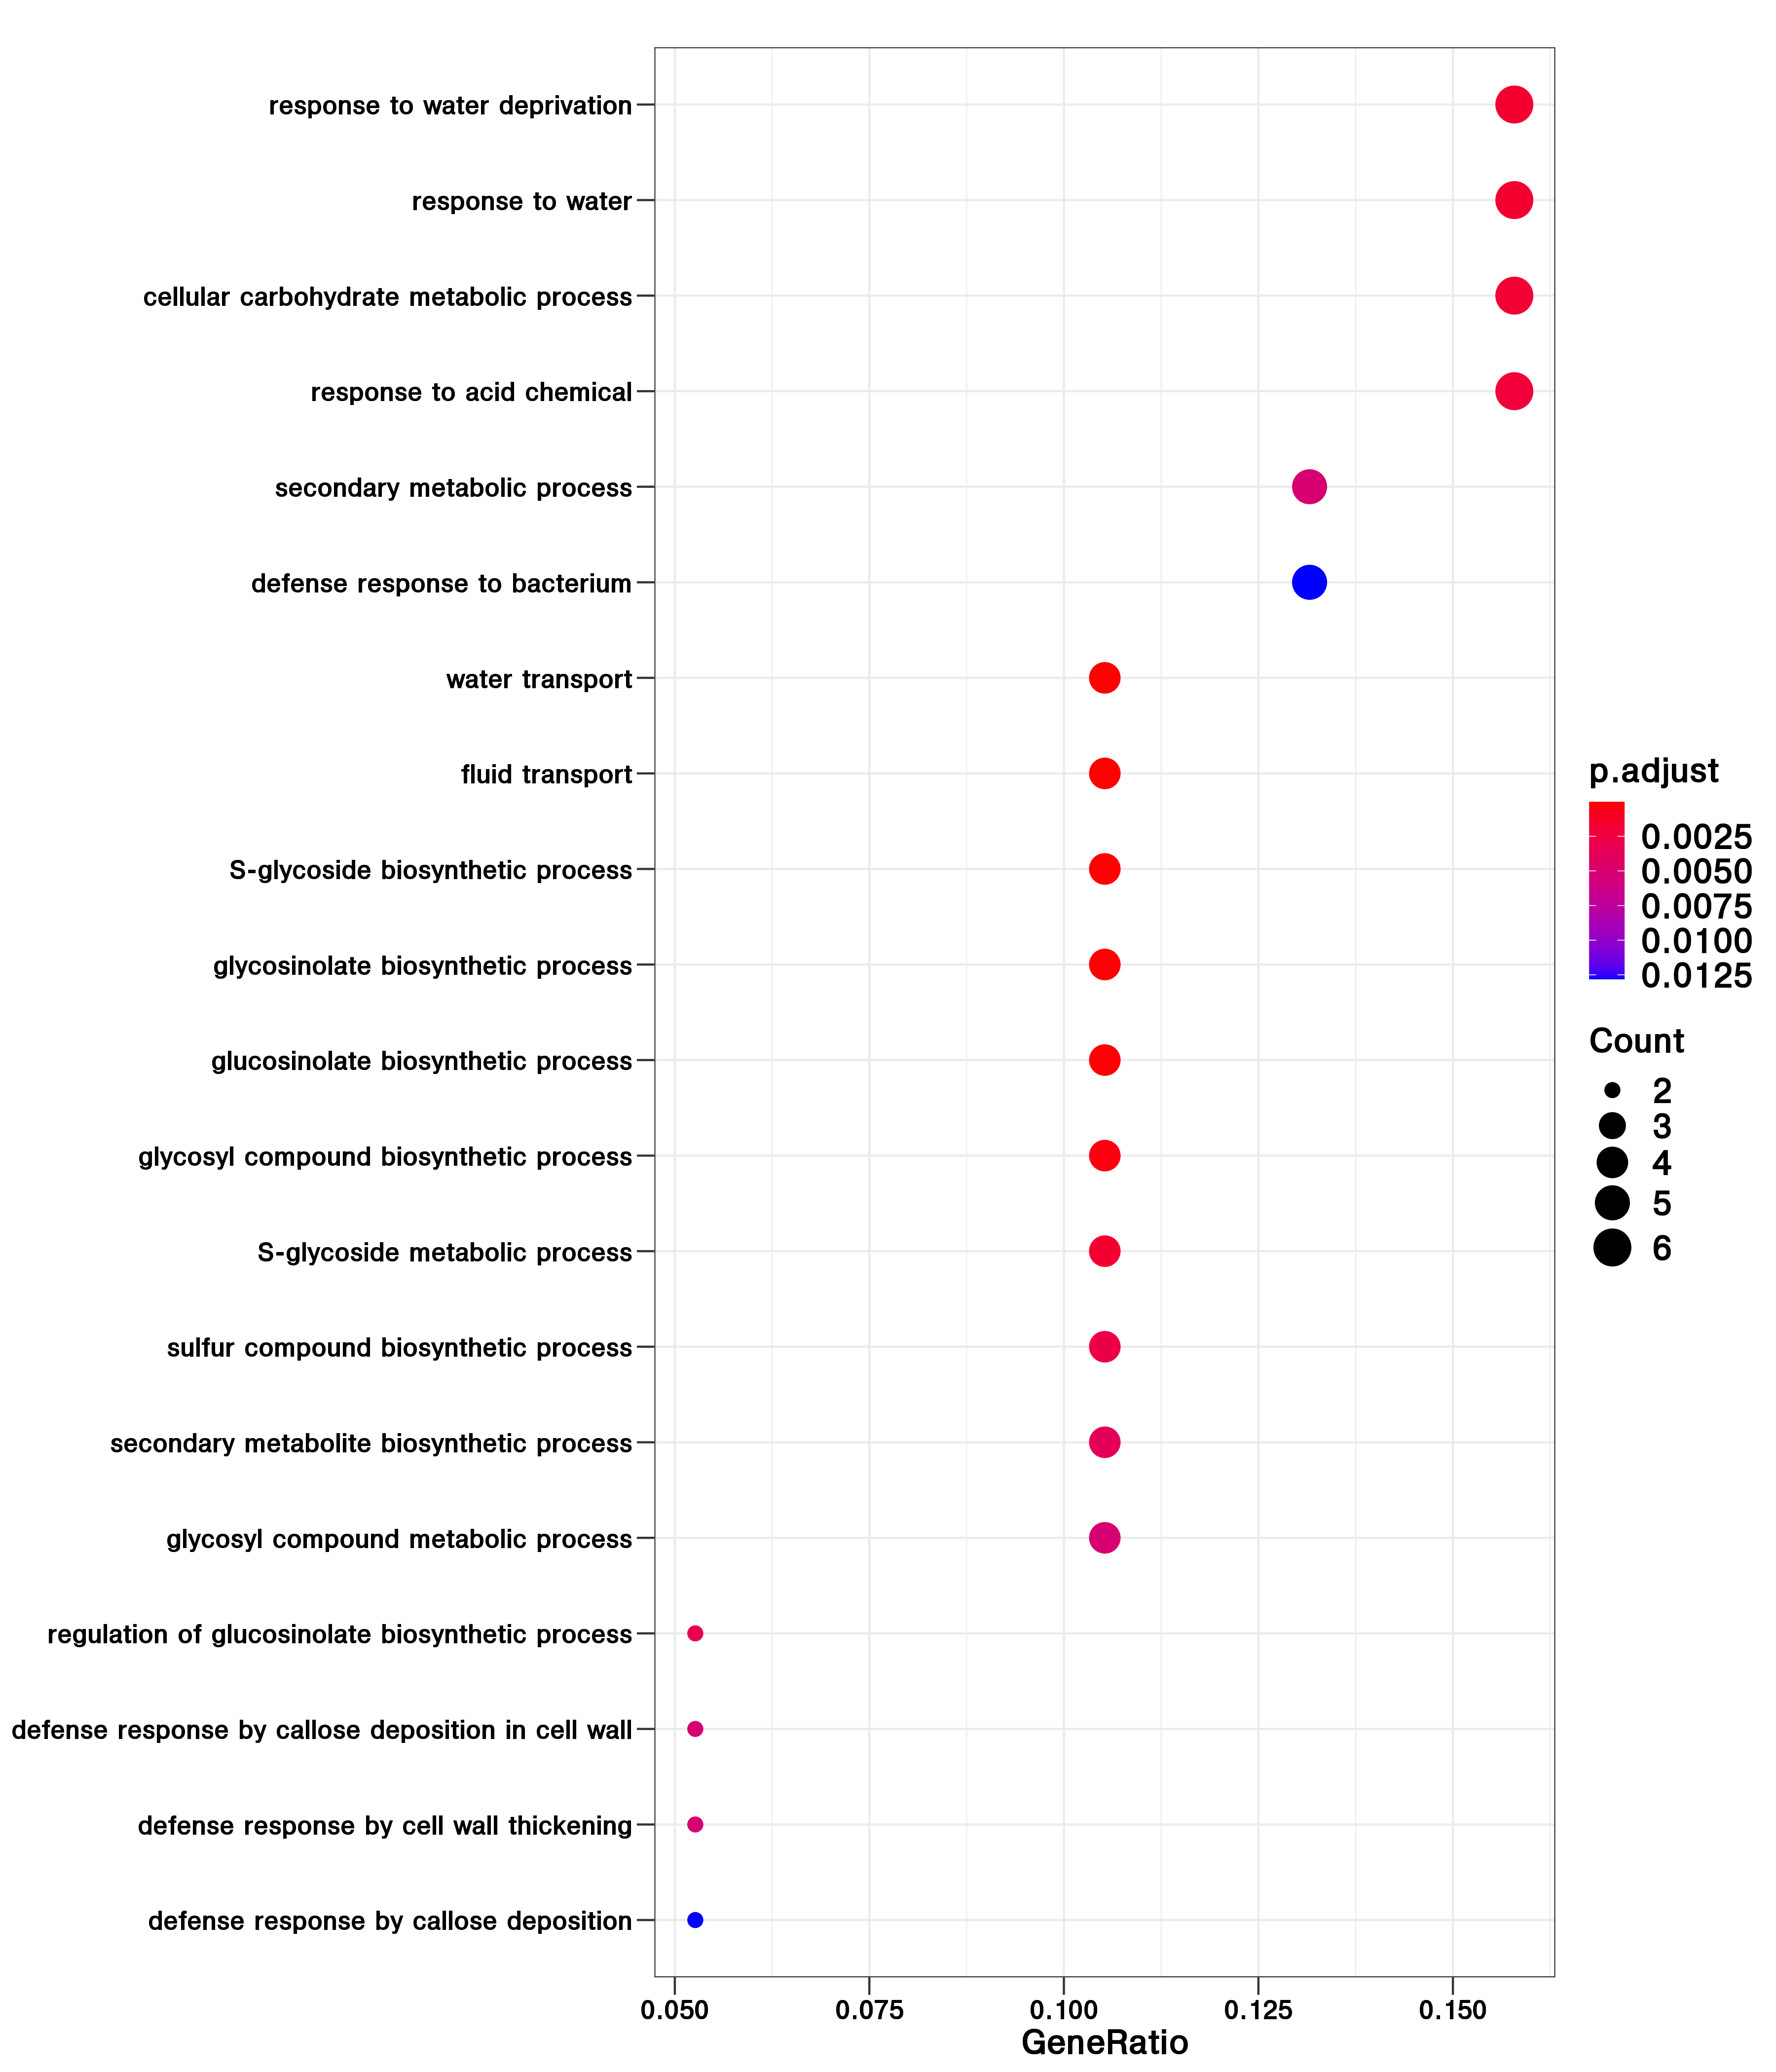 response to water deprivation
response to water
cellular carbohydrate metabolic process
response to acid chemical
secondary metabolic process
defense response to bacterium
water transport
fluid transport
S-glycoside biosynthetic process
glycosinolate biosynthetic process
glucosinolate biosynthetic process
glycosyl compound biosynthetic process
S-glycoside metabolic process
sulfur compound biosynthetic process
secondary metabolite biosynthetic process
glycosyl compound metabolic process
regulation of glucosinolate biosynthetic process
defense response by callose deposition in cell wall
defense response by cell wall thickening
defense response by callose deposition
0.050 0.075 0.100 0.125 0.150
GeneRatio
p.adjust
0.0025
0.0050
0.0075
0.0100
0.0125
Count
2
3
4
5
6